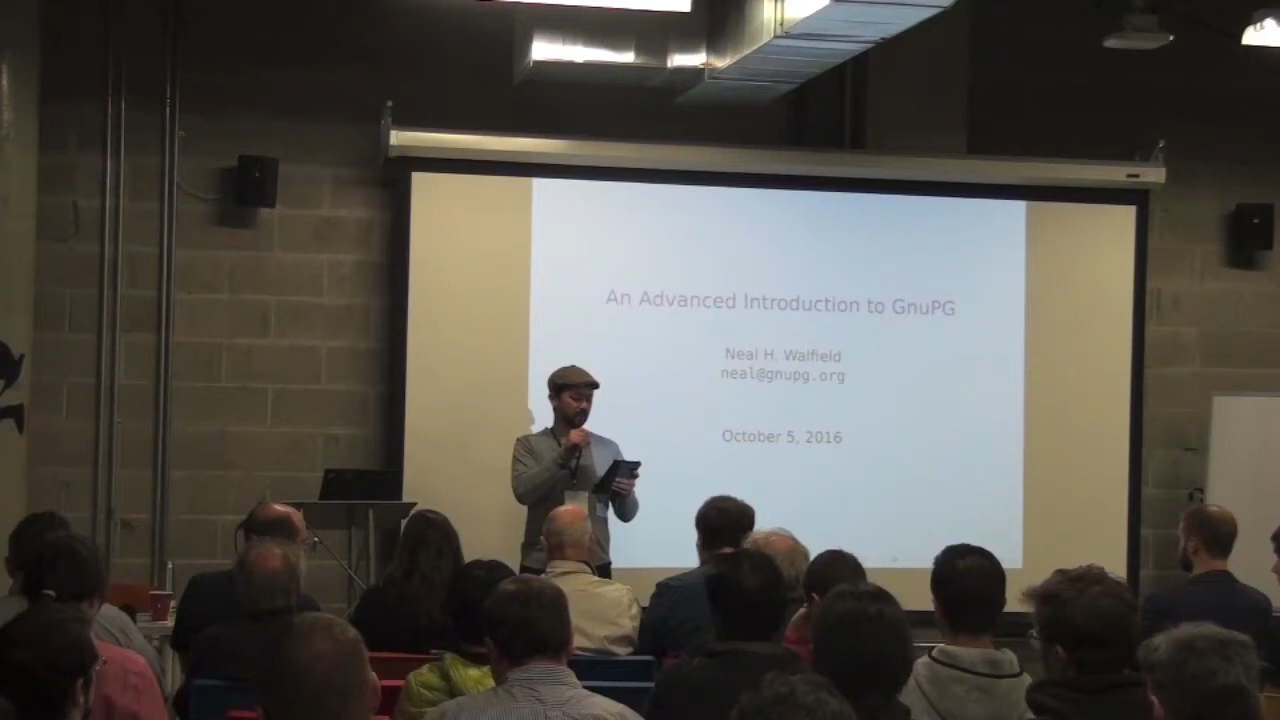 An Advanced Introduction to GnuPG
Neal H. Walfield
neal@gnupg.org
October 5, 2016